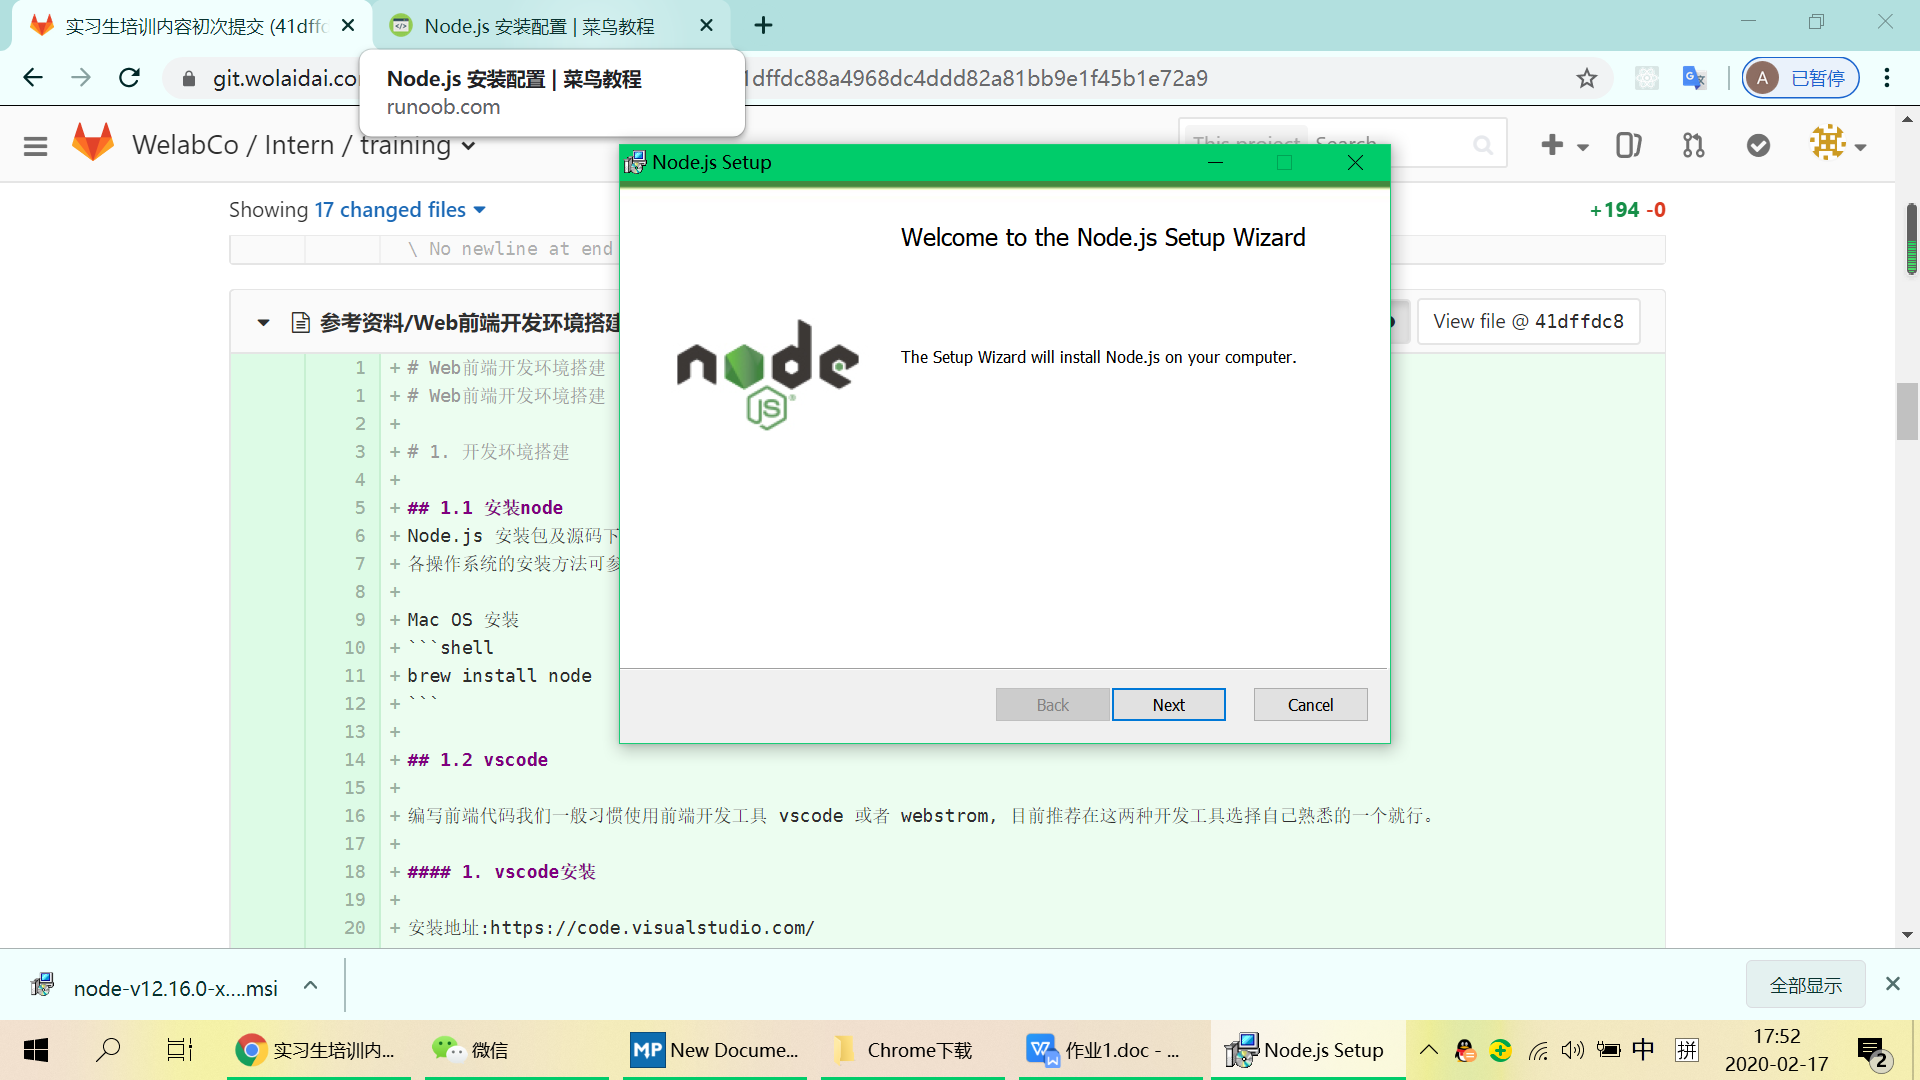 实习生培训内容初次提交 (41dffc
Node.js 安装配置 | 菜鸟教程
git.wolaidai.co
1dffdc88a4968dc4ddd82a81bb9e1f45b1e72a9
A 已暂停
Node.js 安装配置 | 菜鸟教程
runoob.com
WelabCo / Intern / training
This project Search
Node.js Setup
Showing 17 changed files
+194 -0
\ No newline at end
Welcome to the Node.js Setup Wizard
参考资料/Web前端开发环境搭建
View file @ 41dffdc8
node
JS
The Setup Wizard will install Node.js on your computer.
1 + # Web前端开发环境搭建
1 + # Web前端开发环境搭建
2 +
3 + # 1. 开发环境搭建
4 +
5 + ## 1.1 安装node
6 + Node.js 安装包及源码下
7 + 各操作系统的安装方法可参
8 +
9 + Mac OS 安装
10 + ```shell
11 + brew install node
12 + ```
13 +
14 + ## 1.2 vscode
15 +
16 + 编写前端代码我们一般习惯使用前端开发工具 vscode 或者 webstrom, 目前推荐在这两种开发工具选择自己熟悉的一个就行。
17 +
18 + #### 1. vscode安装
19 +
20 + 安装地址:https://code.visualstudio.com/
Back
Next
Cancel
node-v12.16.0-x....msi
全部显示
实习生培训内...
微信
MP New Docume...
Chrome下载
作业1.doc - ...
Node.js Setup
中
拼
17:52
2020-02-17
2